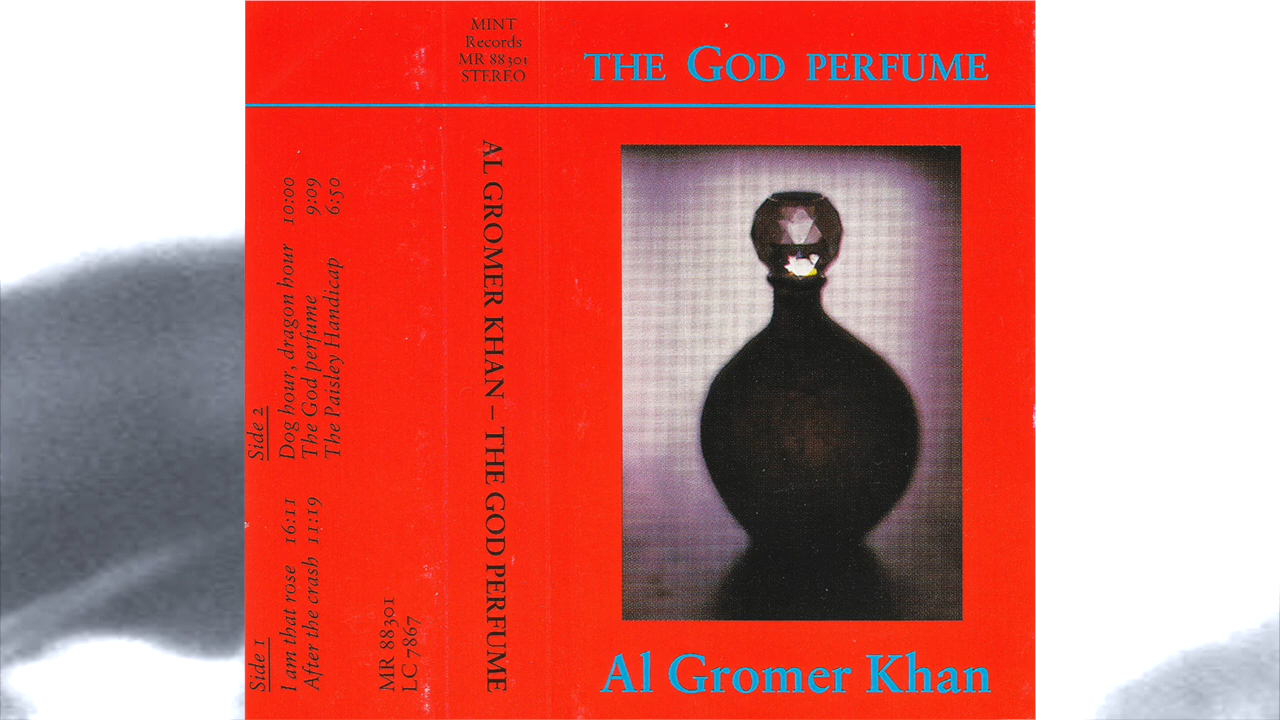 MINT
Records
MR 88301
STEREO
THE GOD PERFUME
AL GROMER KHAN – THE GOD PERFUME
Side 1
I am that rose 16:11
After the crash 11:19
Side 2
Dog hour, dragon hour 10:00
The God perfume 9:09
The Paisley Handicap 6:50
MR 88301
LC 7867
Al Gromer Khan